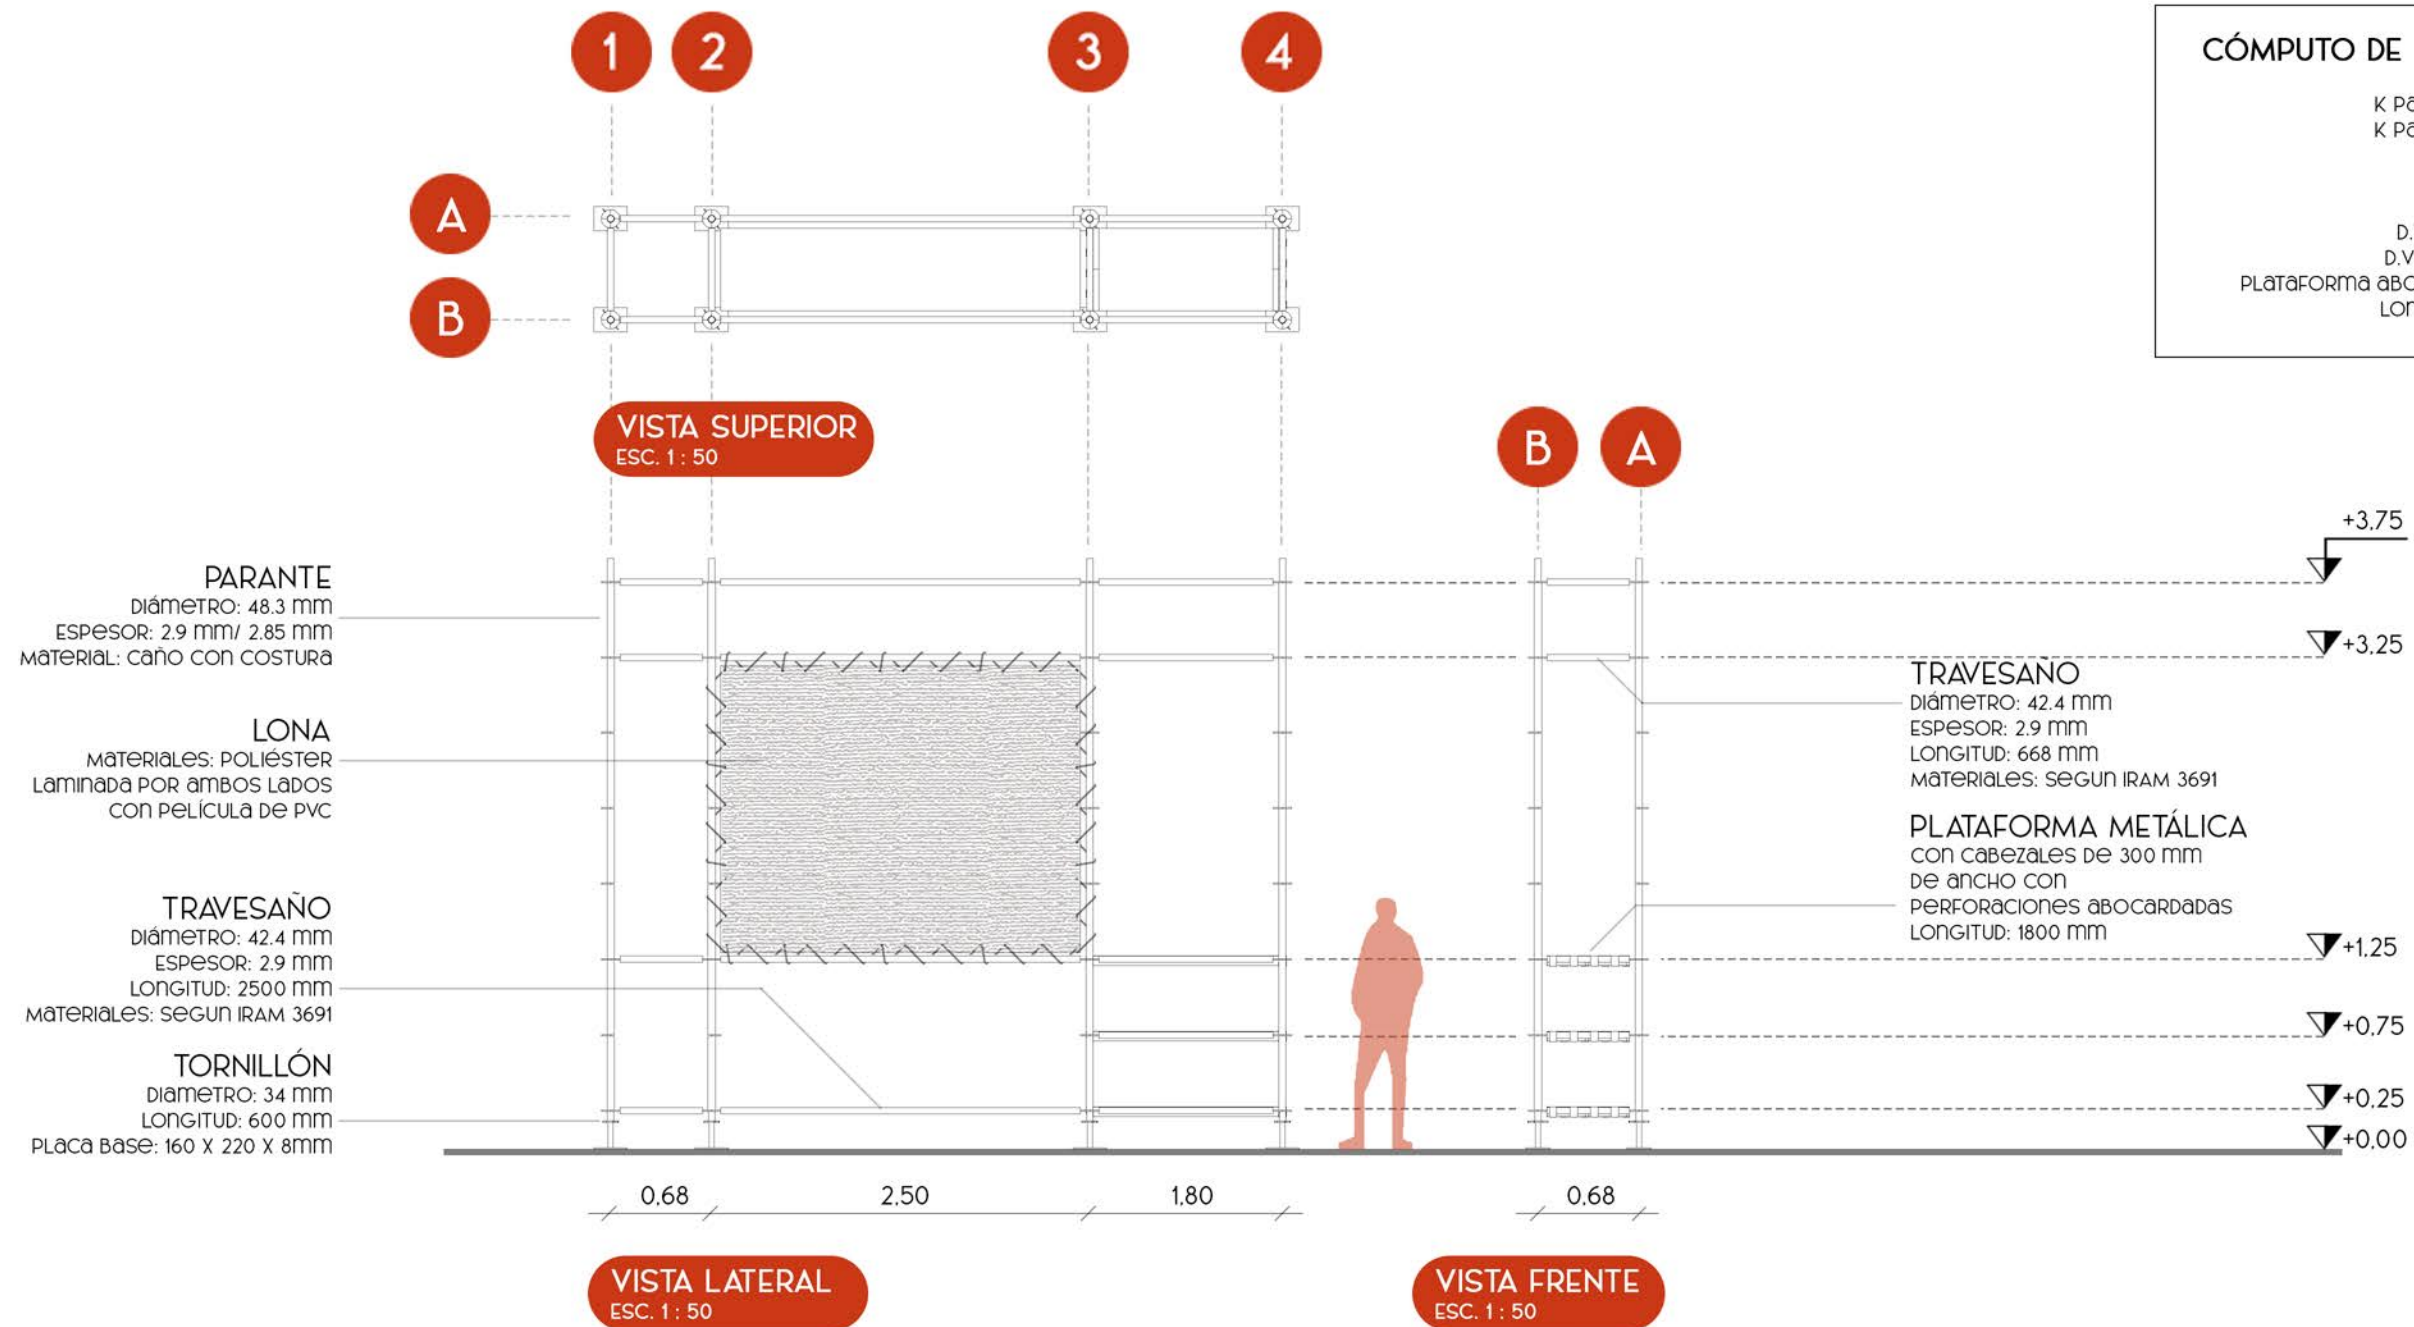 1 2 3 4
CÓMPUTO DE
K
K
D.
D.V
PLATAFORMA
A
B
VISTA SUPERIOR
ESC. 1 : 50
B A
+3,75
PARANTE
DIÁMETRO: 48.3 mm
ESPESOR: 2.9 mm/ 2.85 mm
MATERIAL: CAÑO CON COSTURA
+3,25
LONA
MATERIALES: POLIÉSTER
LAMINADA POR AMBOS LADOS
CON PELÍCULA DE PVC
TRAVESAÑO
DIÁMETRO: 42.4 mm
ESPESOR: 2.9 mm
LONGITUD: 668 mm
MATERIALES: SEGUN IRAM 3691
PLATAFORMA METÁLICA
CON CABEZALES DE 300 mm
DE ANCHO CON
PERFORACIONES ABOCARDADAS
LONGITUD: 1800 mm
TRAVESAÑO
DIÁMETRO: 42.4 mm
ESPESOR: 2.9 mm
LONGITUD: 2500 mm
MATERIALES: SEGUN IRAM 3691
+1,25
+0,75
TORNILLÓN
DIAMETRO: 34 mm
LONGITUD: 600 mm
PLACA BASE: 160 X 220 X 8mm
+0,25
+0,00
0,68 2,50 1,80 0,68
VISTA LATERAL
ESC. 1 : 50
VISTA FRENTE
ESC. 1 : 50